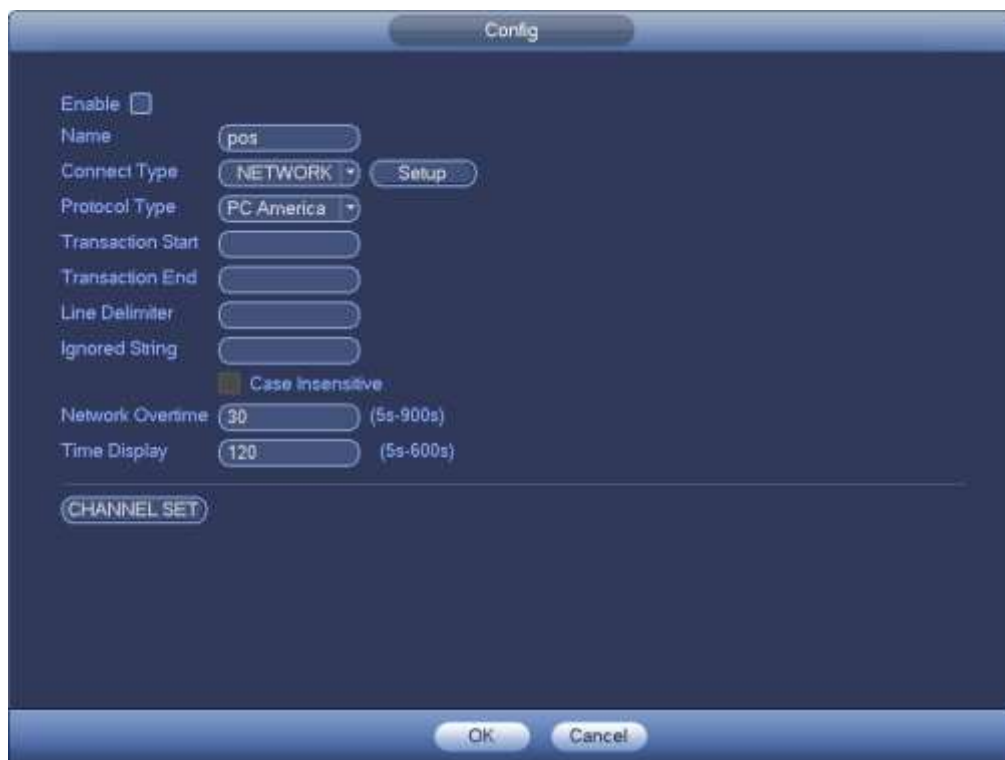 Config
Enable
Name pos
Connect Type NETWORK Setup
Protocol Type PC America
Transaction Start
Transaction End
Line Delimiter
Ignored String
Case Insensitive
Network Overtime 30 (5s-900s)
Time Display 120 (5s-600s)
CHANNEL SET
OK Cancel